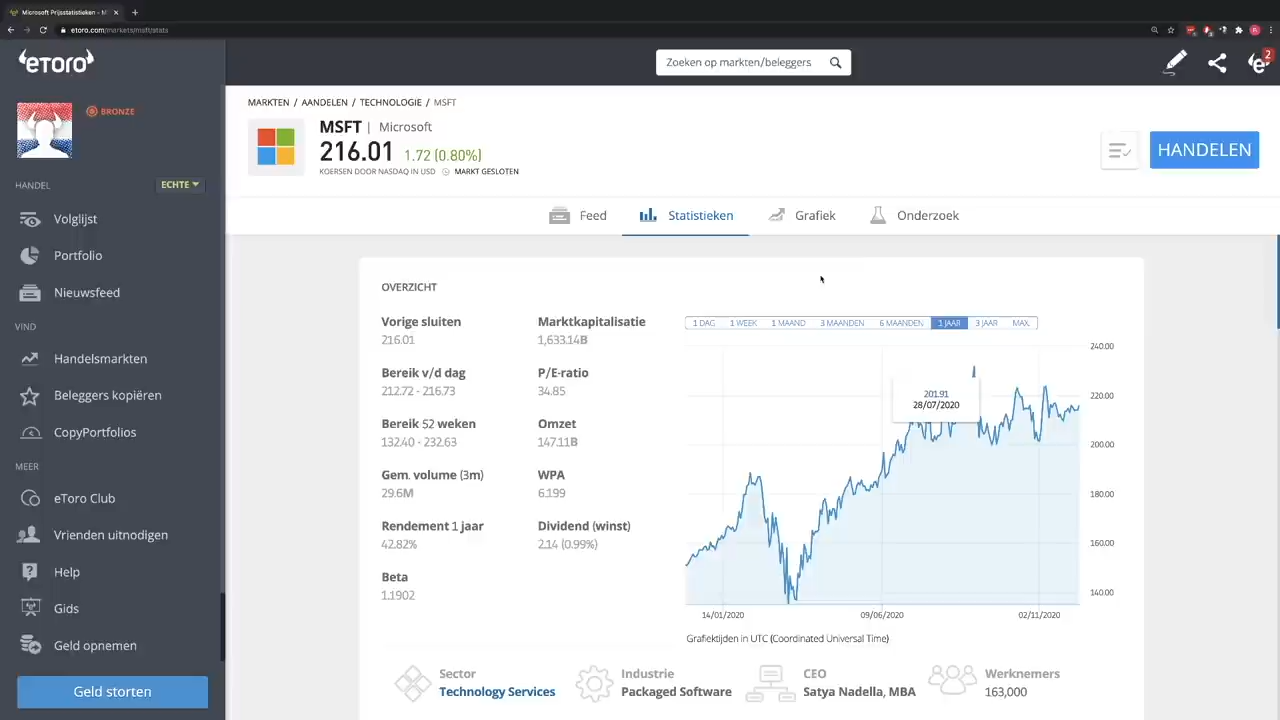 Microsoft Prijsstatistieken - M
etoro.com/markets/msft/stats
eToro
Zoeken op markten/beleggers
2
BRONZE
HANDEL
ECHTE
Volglijst
Portfolio
Nieuwsfeed
VIND
Handelsmarkten
Beleggers kopiëren
CopyPortfolios
MEER
eToro Club
Vrienden uitnodigen
Help
Gids
Geld opnemen
Geld storten
MARKTEN / AANDELEN / TECHNOLOGIE / MSFT
MSFT | Microsoft
216.01 1.72 (0.80%)
KOERSEN DOOR NASDAQ IN USD MARKT GESLOTEN
HANDELEN
Feed
Statistieken
Grafiek
Onderzoek
OVERZICHT
Vorige sluiten
216.01
Bereik v/d dag
212.72 - 216.73
Bereik 52 weken
132.40 - 232.63
Gem. volume (3m)
29.6M
Rendement 1 jaar
42.82%
Beta
1.1902
Marktkapitalisatie
1,633.14B
P/E-ratio
34.85
Omzet
147.11B
WPA
6.199
Dividend (winst)
2.14 (0.99%)
1 DAG 1 WEEK 1 MAAND 3 MAANDEN 6 MAANDEN 1 JAAR 3 JAAR MAX.
240.00
220.00
200.00
180.00
160.00
140.00
201.91
28/07/2020
14/01/2020 09/06/2020 02/11/2020
Grafiektijden in UTC (Coordinated Universal Time)
Sector
Technology Services
Industrie
Packaged Software
CEO
Satya Nadella, MBA
Werknemers
163,000